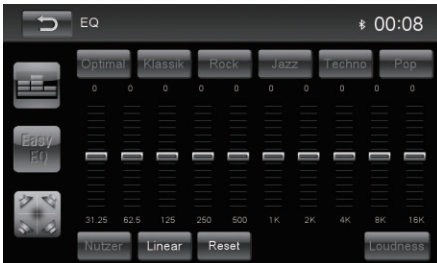 EQ 00:08
Optimal Klassik Rock Jazz Techno Pop
0 0 0 0 0 0 0 0 0 0
Easy
EQ
31.25 62.5 125 250 500 1K 2K 4K 8K 16K
Nutzer Linear Reset Loudness